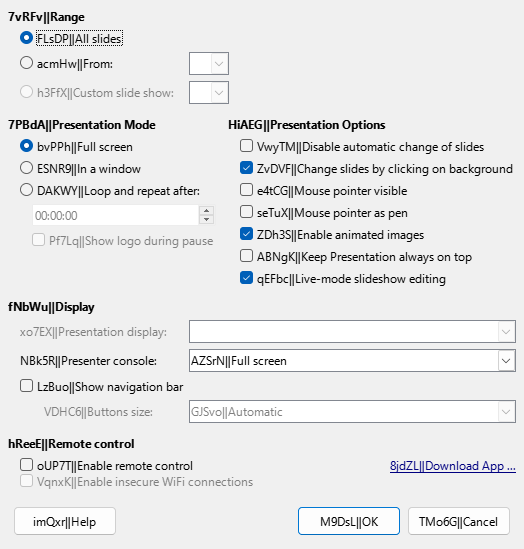 7vRFv||Range
FLsDP||All slides
acmHw||From:
h3FfX||Custom slide show:
7PBdA||Presentation Mode
bvPPh||Full screen
ESNR9||In a window
DAKWY||Loop and repeat after:
00:00:00
Pf7Lq||Show logo during pause
HiAEG||Presentation Options
VwyTM||Disable automatic change of slides
ZvDVF||Change slides by clicking on background
e4tCG||Mouse pointer visible
seTuX||Mouse pointer as pen
ZDh3S||Enable animated images
ABNgK||Keep Presentation always on top
qEFbc||Live-mode slideshow editing
fNbWu||Display
xo7EX||Presentation display:
NBk5R||Presenter console: AZSrN||Full screen
LzBuo||Show navigation bar
VDHC6||Buttons size: GJSvo||Automatic
hReeE||Remote control
oUP7T||Enable remote control 8jdZL||Download App ...
VqnxK||Enable insecure WiFi connections
imQxr||Help M9DsL||OK TMo6G||Cancel